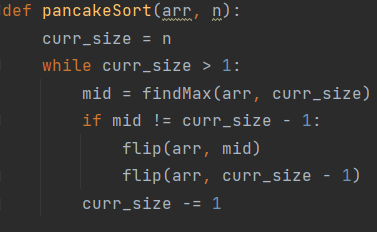 def pancakeSort(arr, n):
    curr_size = n
    while curr_size > 1:
        mid = findMax(arr, curr_size)
        if mid != curr_size - 1:
            flip(arr, mid)
            flip(arr, curr_size - 1)
        curr_size -= 1